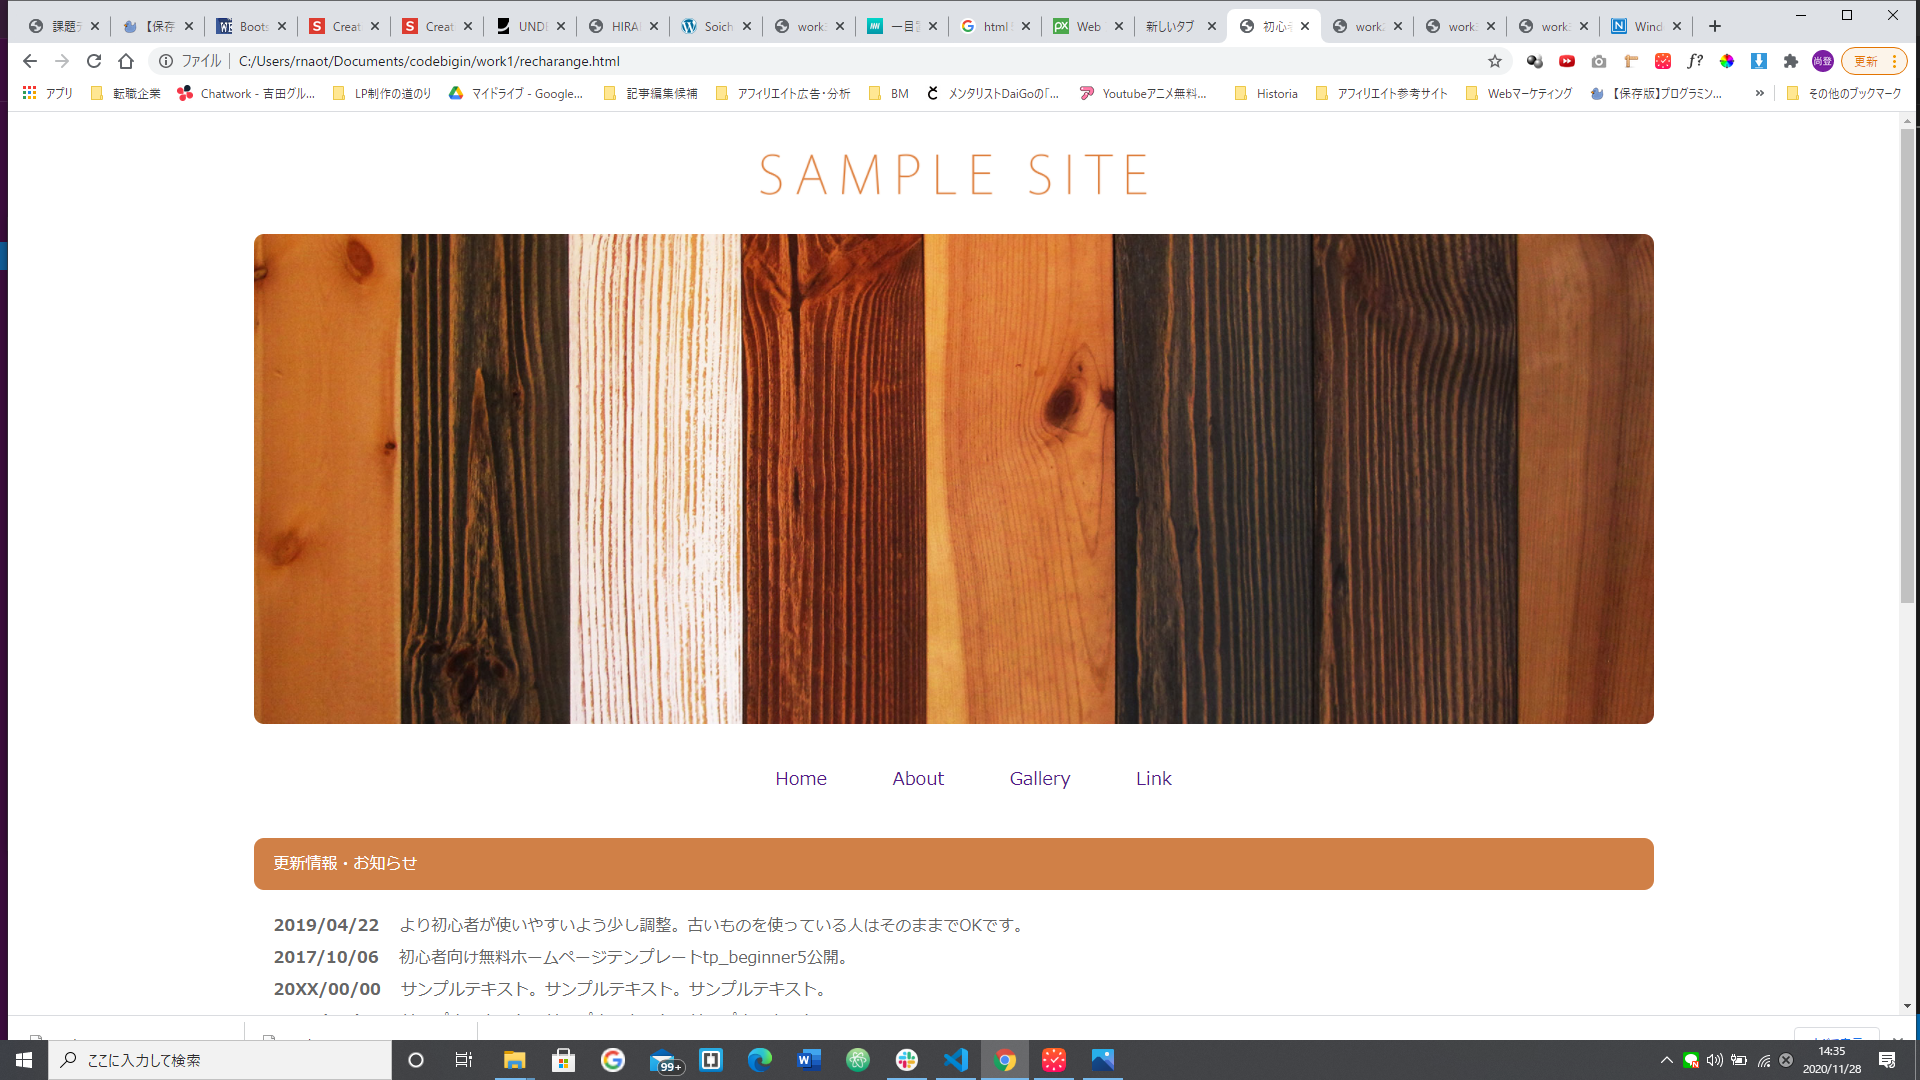 課題
【保存
Boots
Creat
Creat
UNDI
HIRAI
Soich
work
一目
html
Web
新しいタブ
初心
work
work
work
Wind
ファイル
C:/Users/rnaot/Documents/codebigin/work1/recharange.html
尚登
更新
アプリ
転職企業
Chatwork - 吉田グル...
LP制作の道のり
マイドライブ - Google...
記事編集候補
アフィリエイト広告・分析
BM
メンタリストDaiGoの「...
Youtubeアニメ無料...
Historia
アフィリエイト参考サイト
Webマーケティング
【保存版】プログラミン...
»
その他のブックマーク
SAMPLE SITE
Home About Gallery Link
更新情報・お知らせ
2019/04/22 より初心者が使いやすいよう少し調整。古いものを使っている人はそのままでOKです。
2017/10/06 初心者向け無料ホームページテンプレートtp_beginner5公開。
20XX/00/00 サンプルテキスト。サンプルテキスト。サンプルテキスト。
ここに入力して検索
99+
14:35
2020/11/28